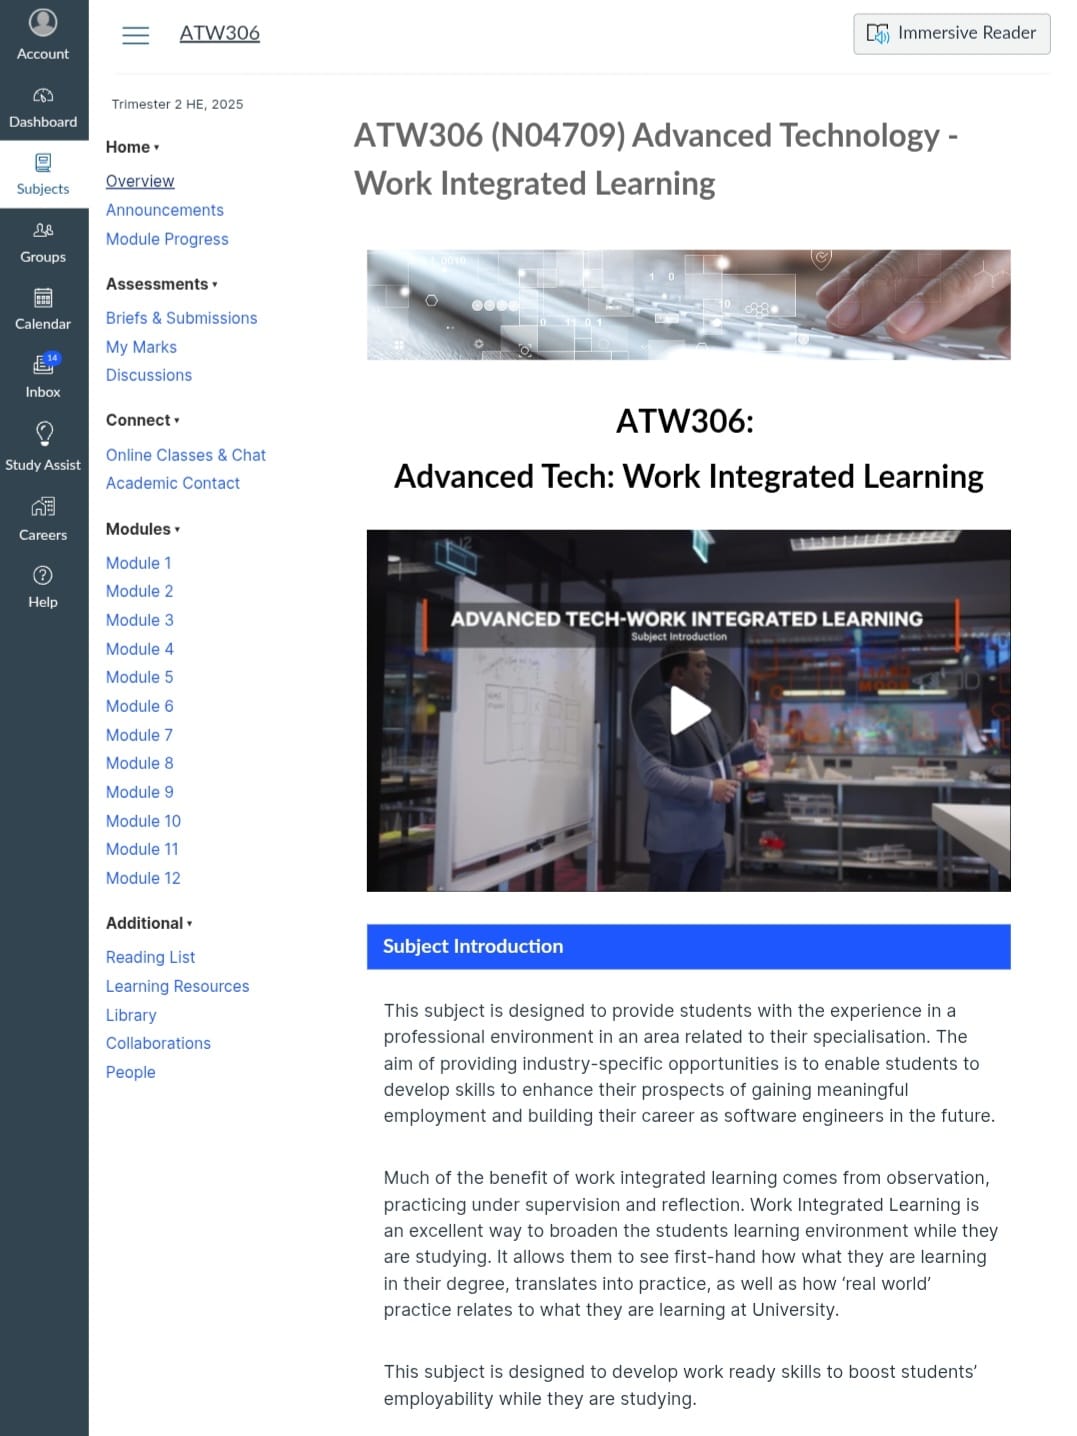 Account
Dashboard
Subjects
Groups
Calendar
14
Inbox
Study Assist
Careers
Help
ATW306
Immersive Reader
Trimester 2 HE, 2025
Home
Overview
Announcements
Module Progress
Assessments
Briefs & Submissions
My Marks
Discussions
Connect
Online Classes & Chat
Academic Contact
Modules
Module 1
Module 2
Module 3
Module 4
Module 5
Module 6
Module 7
Module 8
Module 9
Module 10
Module 11
Module 12
Additional
Reading List
Learning Resources
Library
Collaborations
People
ATW306 (N04709) Advanced Technology -
Work Integrated Learning
ATW306:
Advanced Tech: Work Integrated Learning
ADVANCED TECH-WORK INTEGRATED LEARNING
Subject Introduction
Subject Introduction
This subject is designed to provide students with the experience in a
professional environment in an area related to their specialisation. The
aim of providing industry-specific opportunities is to enable students to
develop skills to enhance their prospects of gaining meaningful
employment and building their career as software engineers in the future.
Much of the benefit of work integrated learning comes from observation,
practicing under supervision and reflection. Work Integrated Learning is
an excellent way to broaden the students learning environment while they
are studying. It allows them to see first-hand how what they are learning
in their degree, translates into practice, as well as how ‘real world’
practice relates to what they are learning at University.
This subject is designed to develop work ready skills to boost students’
employability while they are studying.